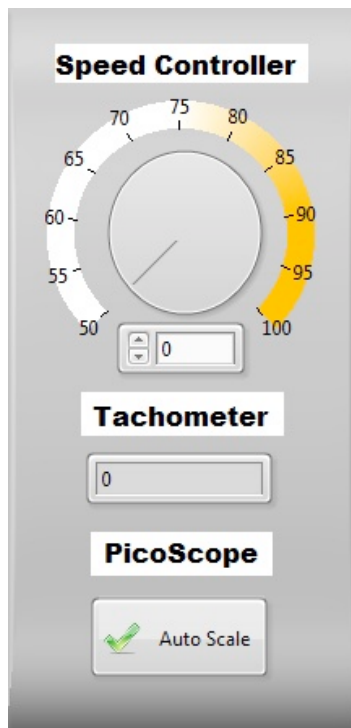 Speed Controller
75
70 80
65 85
60 90
55 95
50 100
0
Tachometer
0
PicoScope
Auto Scale